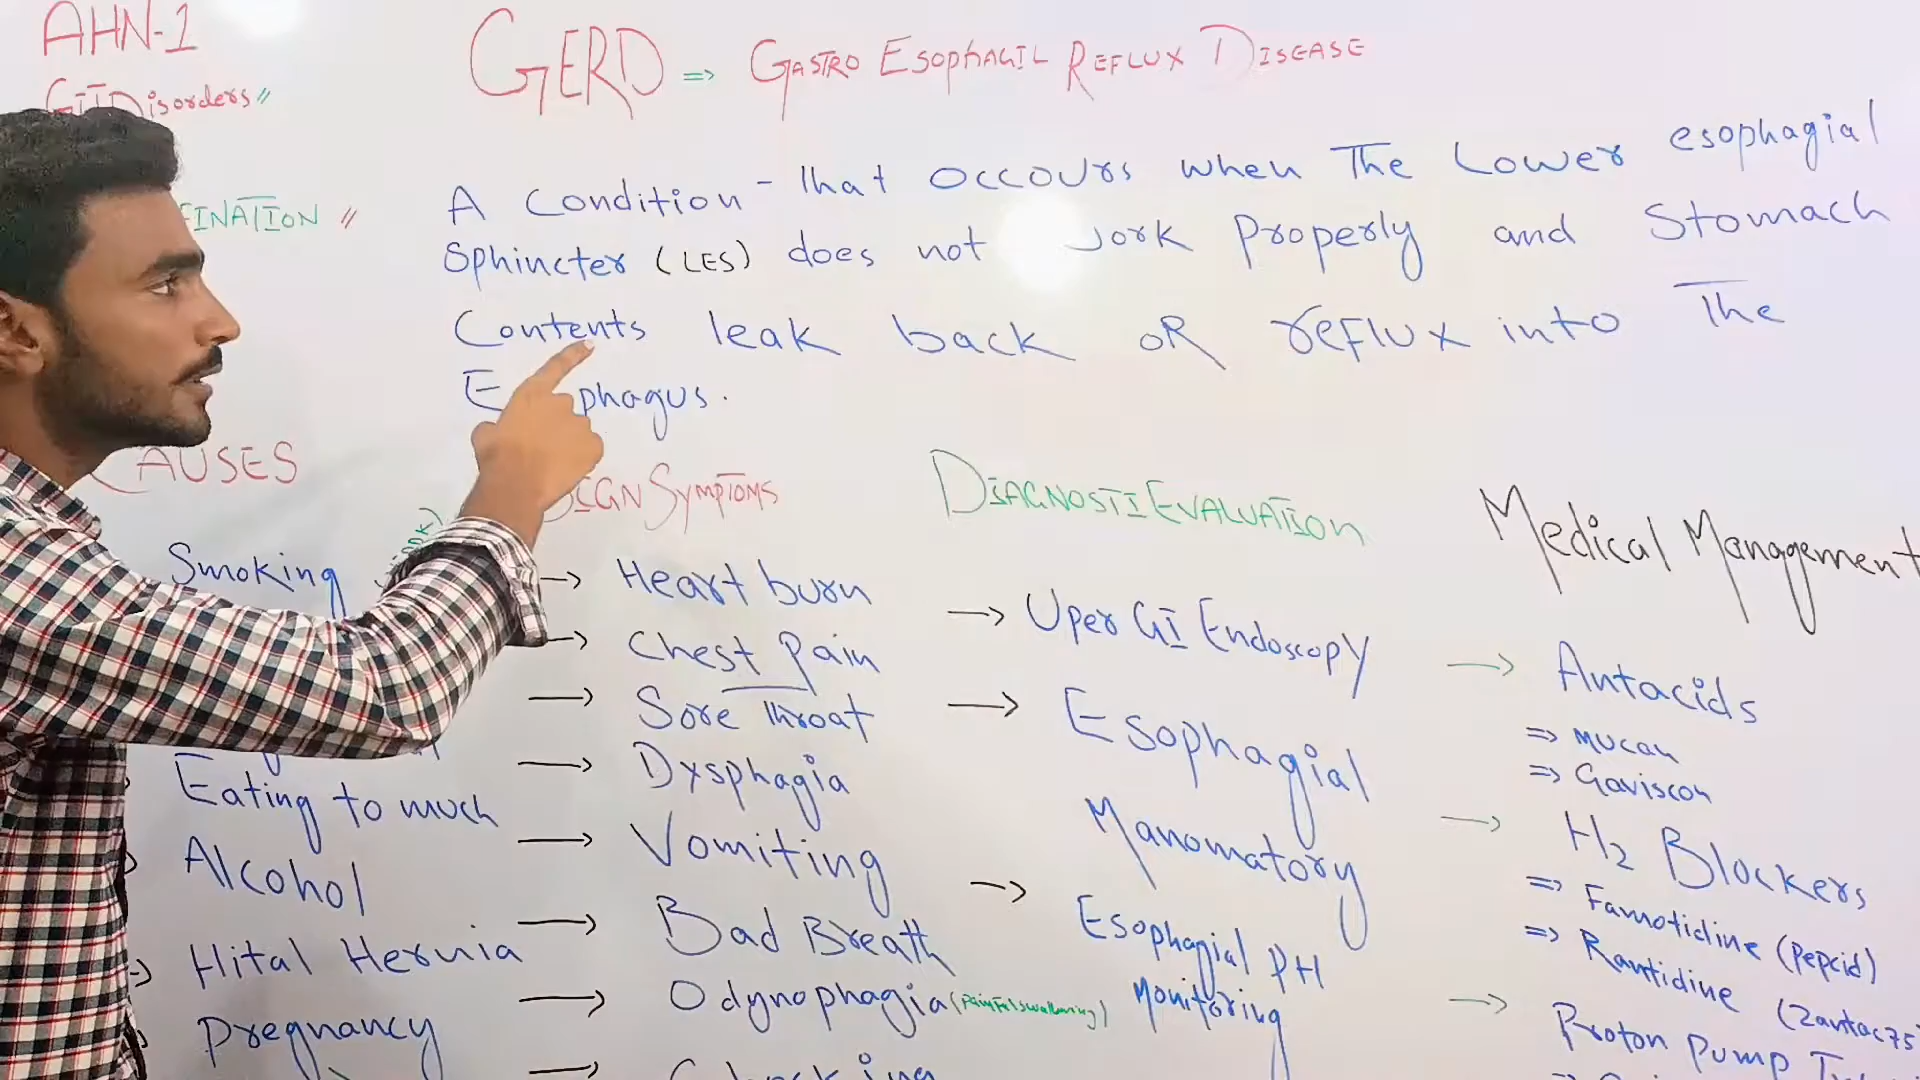 AHN-1
GIT Disorders //
GERD => GASTRO ESOPHAGIL REFLUX DISEASE
FINATION //
A Condition - that OCCOURS when The Lower esophagial
Sphincter (LES) does not work Properly and Stomach
Contents leak back OR reflux into The
Esophagus.
CAUSES
Smoking
Eating to much
Alcohol
Hital Hernia
Pregnancy
SIGN SYMPTOMS
→ Heart burn
→ Chest Pain
→ Sore Throat
→ Dysphagia
→ Vomiting
→ Bad Breath
→ Odynophagia (Painful swallowing)
DIAGNOSTI EVALUATION
→ Uper GI Endoscopy
→ Esophagial
Manomatory
→ Esophagial PH
Monitoring
Medical Management
→ Antacids
=> Mucan
=> Gaviscon
→ H2 Blockers
=> Famotidine (Pepcid)
=> Rantidine (Zantac75
→ Proton Pump